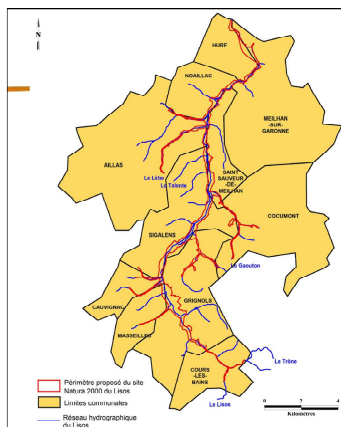 N
HURE
NOAILLAC
MEILHAN
-SUR-
GARONNE
AILLAS
SAINT
SAUVEUR
-DE-
MEILHAN
Le Lèbe
Le Talente
COCUMONT
SIGALENS
Le Gaouton
CAUVIGNAC
GRIGNOLS
MASSEILLES
Le Trône
COURS
-LES-
BAINS
Le Lisos
Périmètre proposé du site
Natura 2000 du Lisos
Limites communales
Réseau hydrographique
du Lisos
0 2 4
Kilomètres